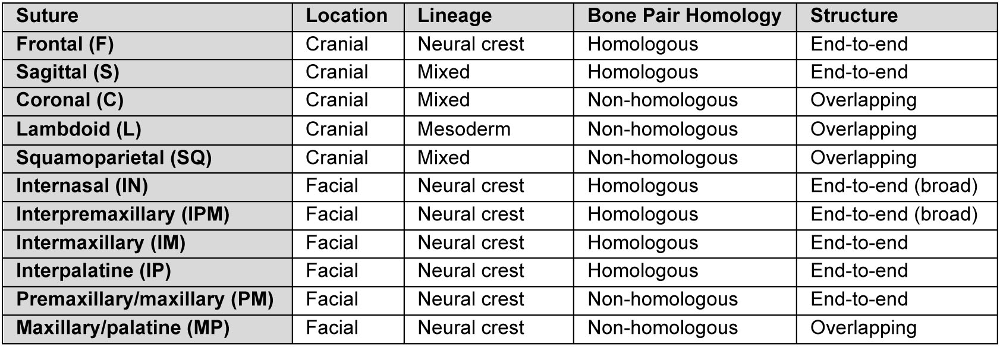 Suture Location Lineage Bone Pair Homology Structure
Frontal (F) Cranial Neural crest Homologous End-to-end
Sagittal (S) Cranial Mixed Homologous End-to-end
Coronal (C) Cranial Mixed Non-homologous Overlapping
Lambdoid (L) Cranial Mesoderm Non-homologous Overlapping
Squamoparietal (SQ) Cranial Mixed Non-homologous Overlapping
Internasal (IN) Facial Neural crest Homologous End-to-end (broad)
Interpremaxillary (IPM) Facial Neural crest Homologous End-to-end (broad)
Intermaxillary (IM) Facial Neural crest Homologous End-to-end
Interpalatine (IP) Facial Neural crest Homologous End-to-end
Premaxillary/maxillary (PM) Facial Neural crest Non-homologous End-to-end
Maxillary/palatine (MP) Facial Neural crest Non-homologous Overlapping